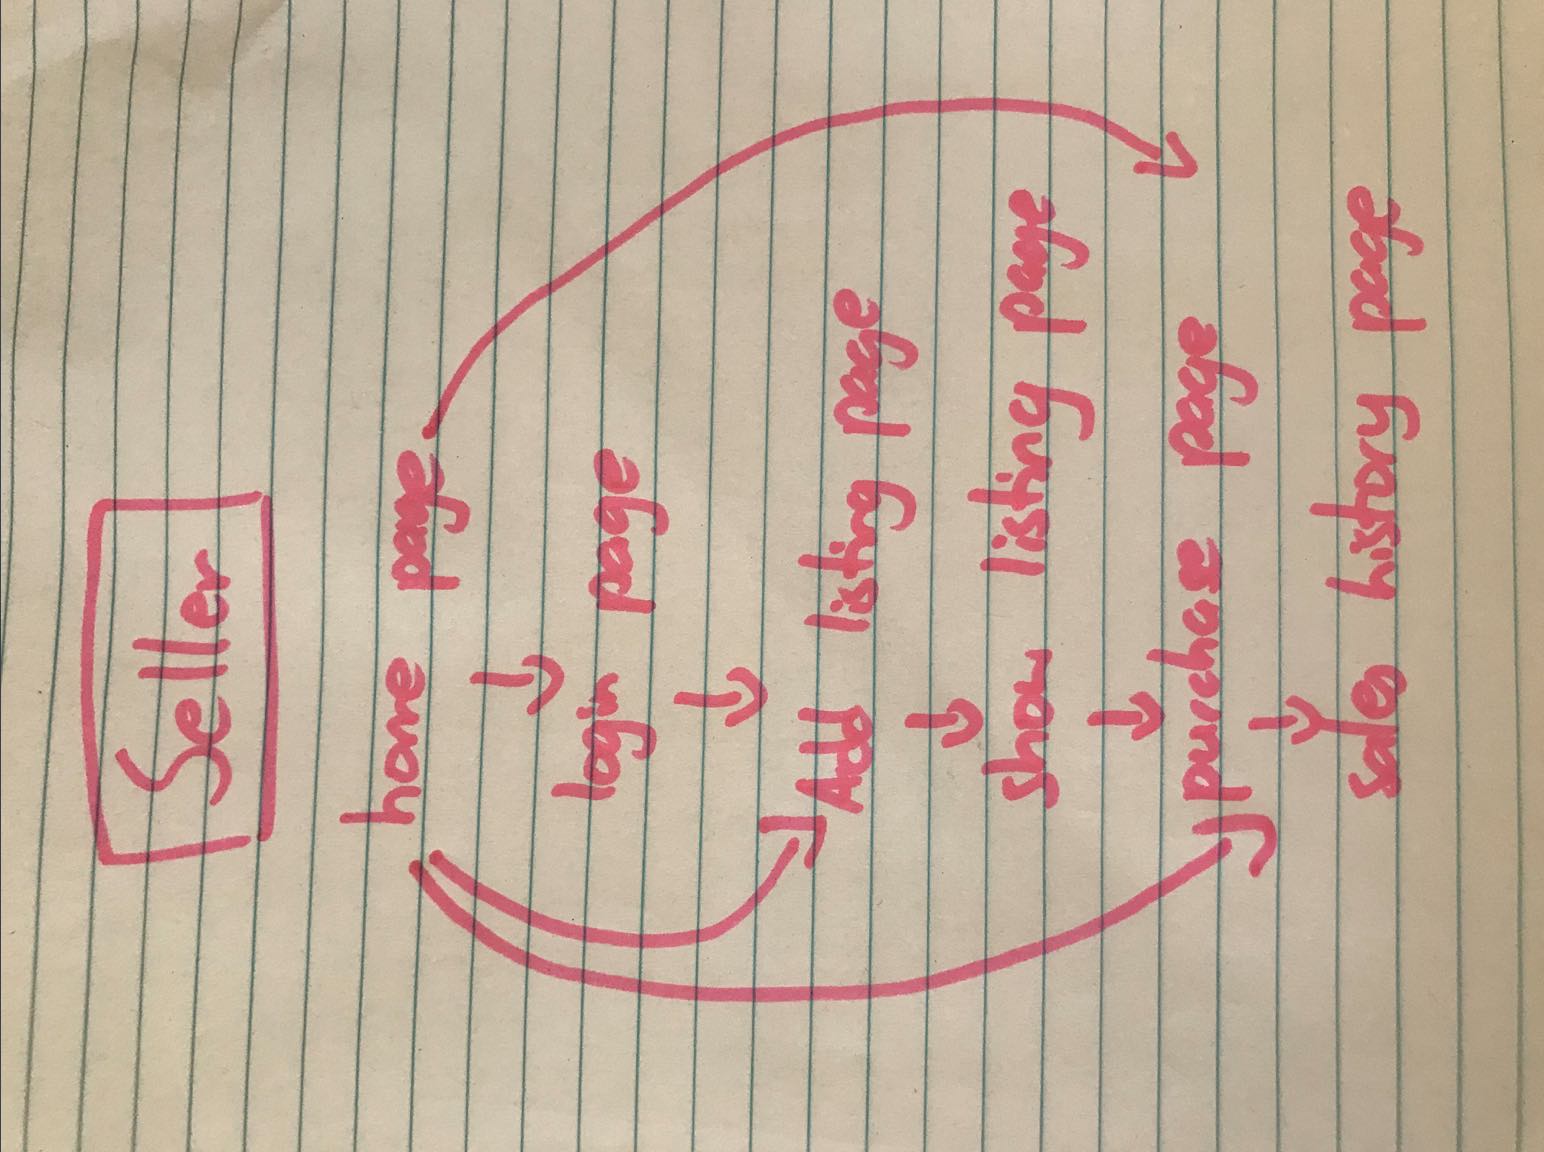 Seller
home page
login page
Add listing page
show listing page
purchase page
sales history page